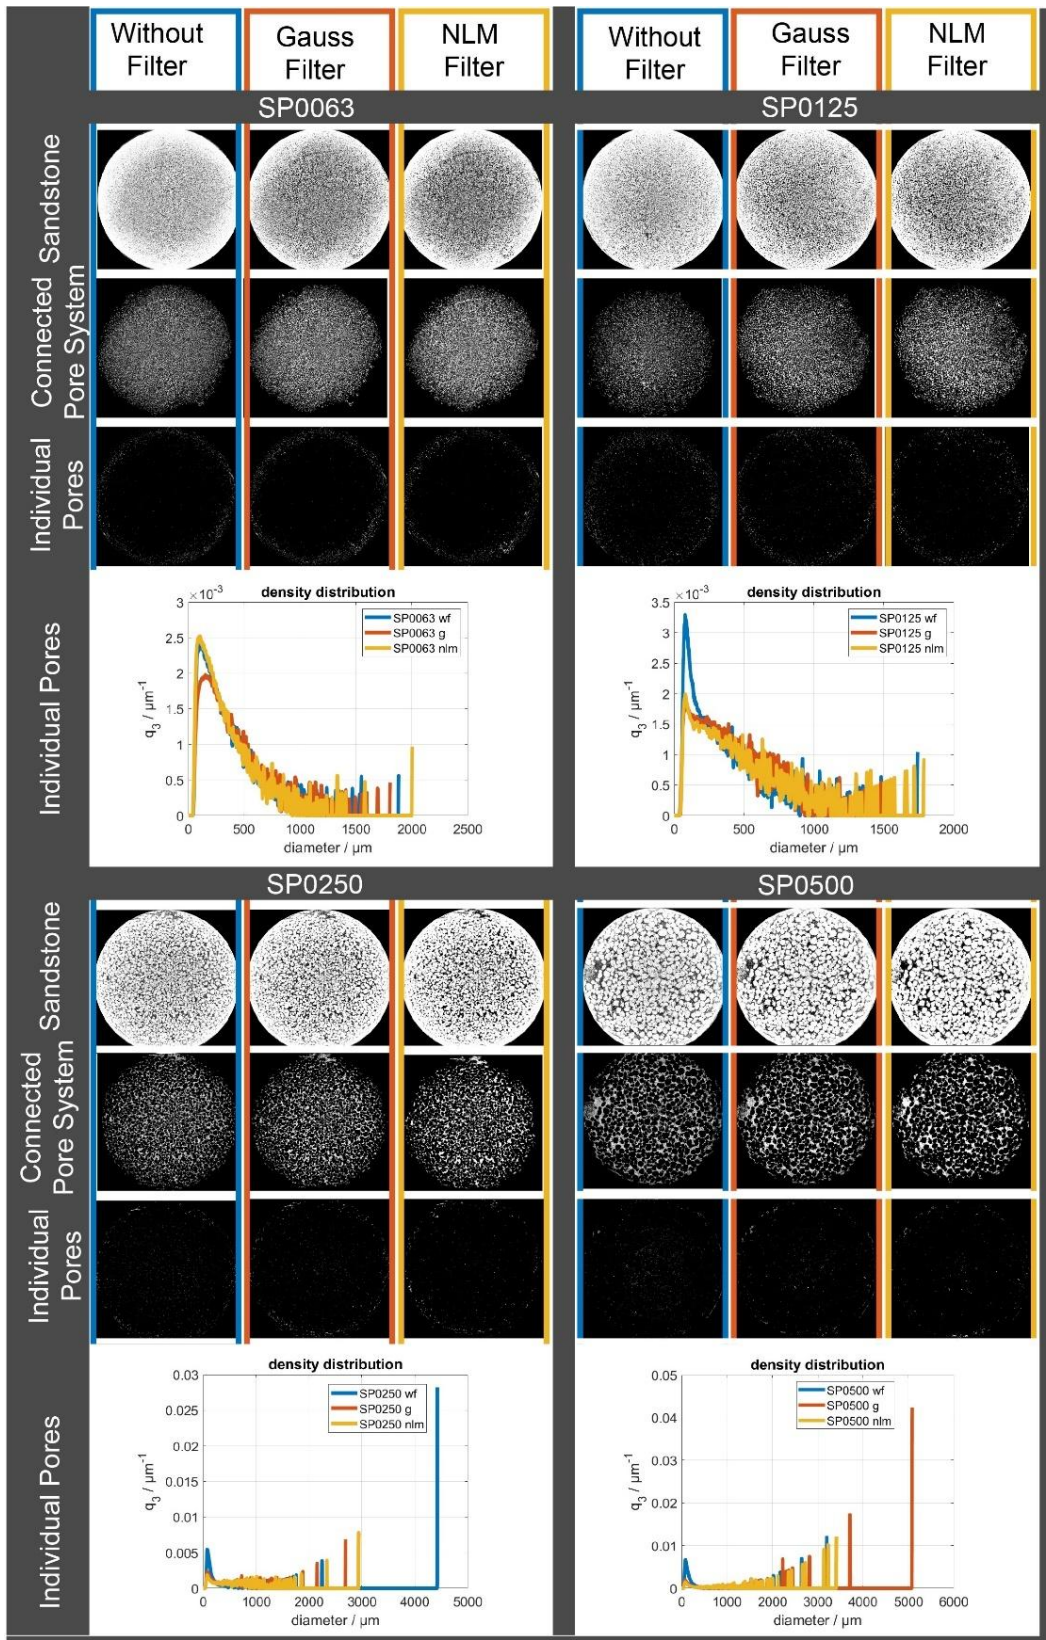 Without
Filter
Gauss
Filter
NLM
Filter
Without
Filter
Gauss
Filter
NLM
Filter
SP0063
SP0125
Sandstone
Connected
Pore System
Individual
Pores
Individual Pores
density distribution
×10⁻³
3
2.5
2
1.5
1
0.5
0
0
500
1000
1500
2000
2500
q₃ / µm⁻¹
diameter / µm
SP0063 wf
SP0063 g
SP0063 nlm
density distribution
×10⁻³
3.5
3
2.5
2
1.5
1
0.5
0
0
500
1000
1500
2000
q₃ / µm⁻¹
diameter / µm
SP0125 wf
SP0125 g
SP0125 nlm
SP0250
SP0500
Sandstone
Connected
Pore System
Individual
Pores
Individual Pores
density distribution
0.03
0.025
0.02
0.015
0.01
0.005
0
0
1000
2000
3000
4000
5000
q₃ / µm⁻¹
diameter / µm
SP0250 wf
SP0250 g
SP0250 nlm
density distribution
0.05
0.04
0.03
0.02
0.01
0
0
1000
2000
3000
4000
5000
6000
q₃ / µm⁻¹
diameter / µm
SP0500 wf
SP0500 g
SP0500 nlm